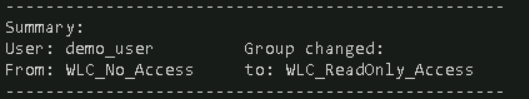 --------------------------------------------------
Summary:
User: demo_user Group changed:
From: WLC_No_Access to: WLC_ReadOnly_Access
--------------------------------------------------